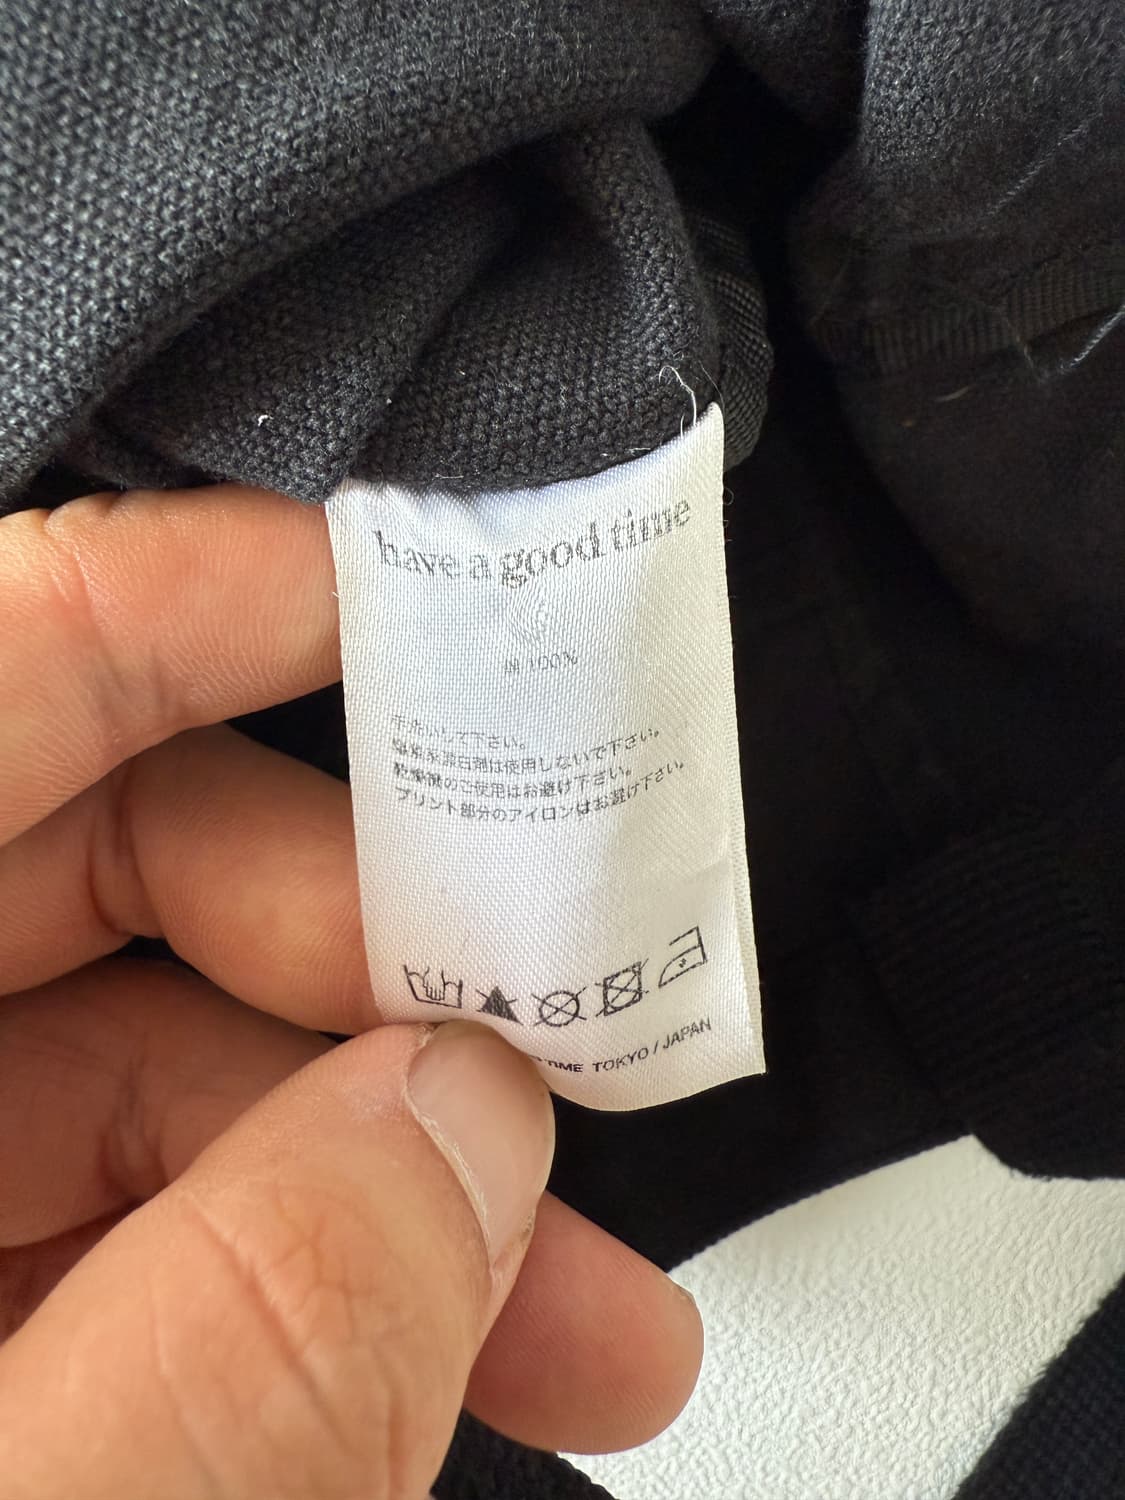 have a good time
綿 100%
手洗いして下さい。
塩素系漂白剤は使用しないで下さい。
乾燥機のご使用はお避け下さい。
プリント部分のアイロンはお避け下さい。
TIME TOKYO / JAPAN